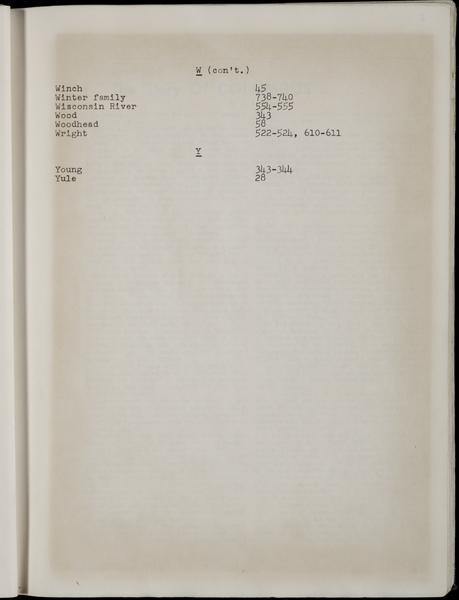 W (con't.)
Winch 45
Winter family 738-740
Wisconsin River 554-555
Wood 343
Woodhead 58
Wright 522-524, 610-611
Y
Young 343-344
Yule 28